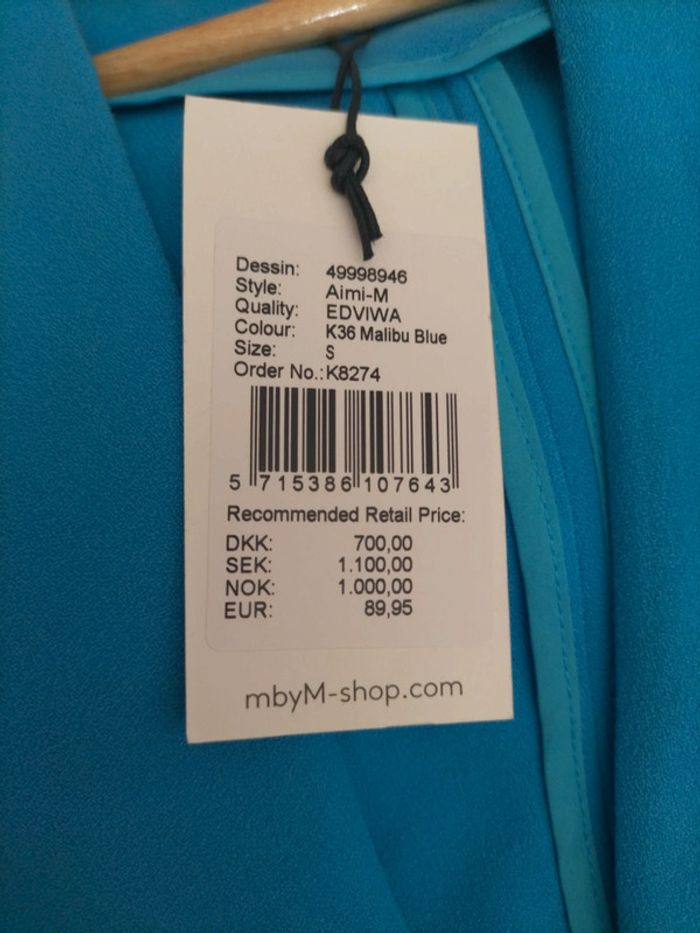 Dessin: 49998946
Style: Aimi-M
Quality: EDVIWA
Colour: K36 Malibu Blue
Size: S
Order No.:K8274
5 715386 107643
Recommended Retail Price:
DKK: 700,00
SEK: 1.100,00
NOK: 1.000,00
EUR: 89,95
mbyM-shop.com